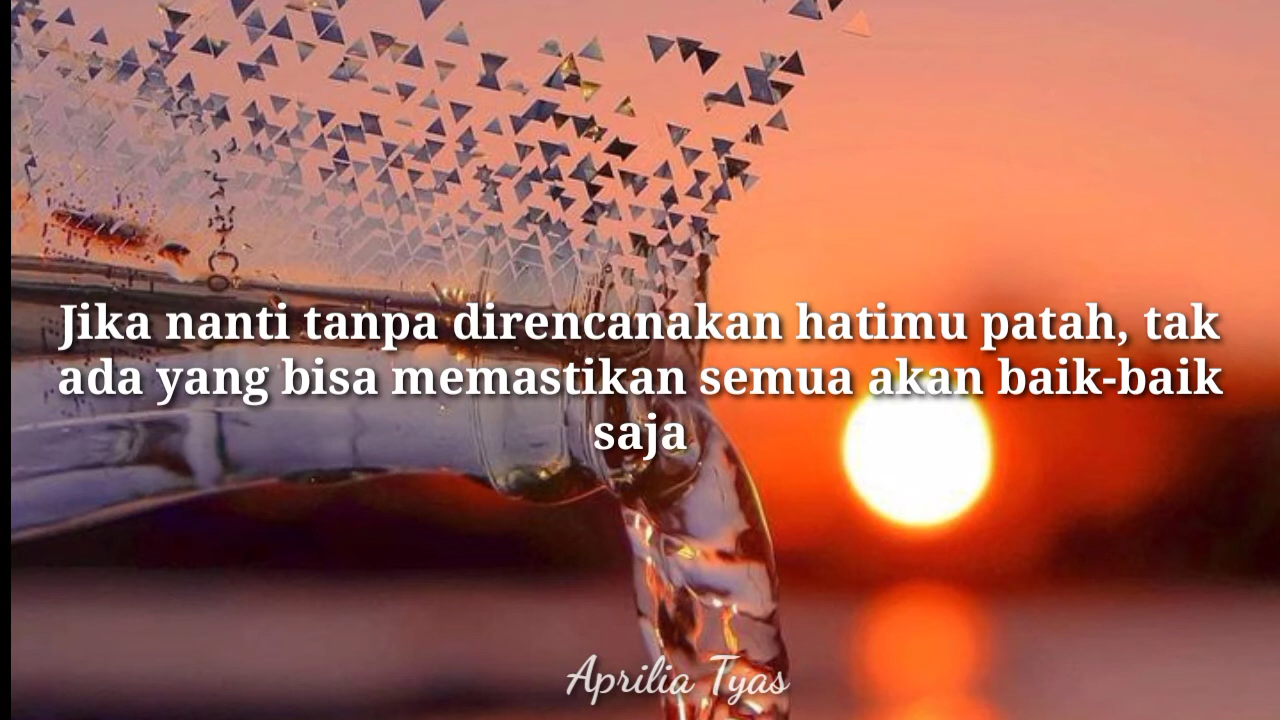 Jika nanti tanpa direncanakan hatimu patah, tak
ada yang bisa memastikan semua akan baik-baik
saja
Aprilia Tyas